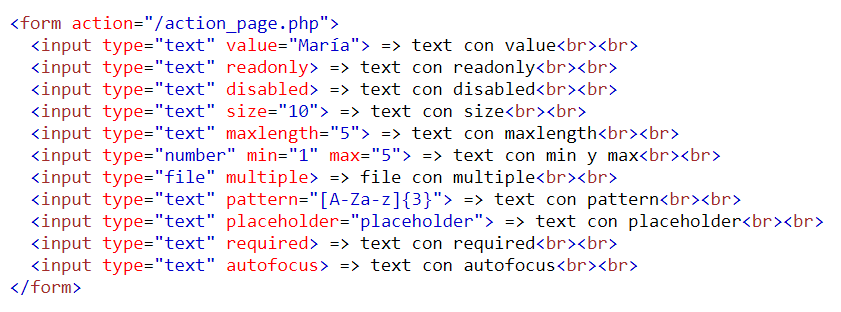 <form action="/action_page.php">
<input type="text" value="María"> => text con value<br><br>
<input type="text" readonly> => text con readonly<br><br>
<input type="text" disabled> => text con disabled<br><br>
<input type="text" size="10"> => text con size<br><br>
<input type="text" maxlength="5"> => text con maxlength<br><br>
<input type="number" min="1" max="5"> => text con min y max<br><br>
<input type="file" multiple> => file con multiple<br><br>
<input type="text" pattern="[A-Za-z]{3}"> => text con pattern<br><br>
<input type="text" placeholder="placeholder"> => text con placeholder<br><br>
<input type="text" required> => text con required<br><br>
<input type="text" autofocus> => text con autofocus<br><br>
</form>